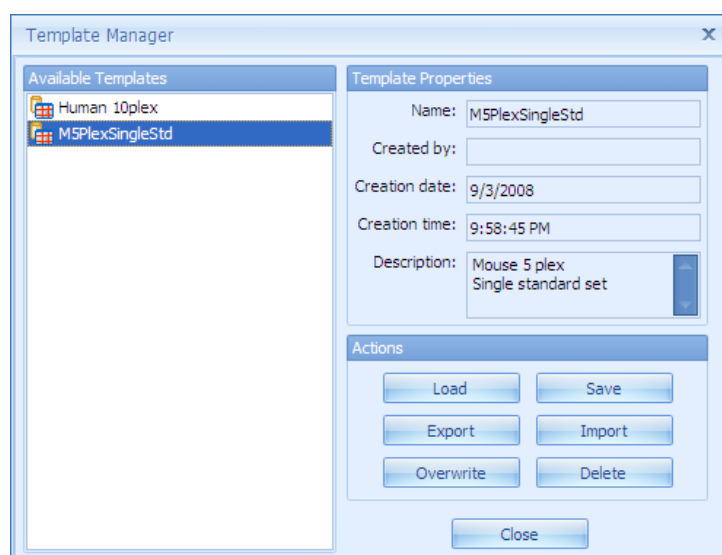 Template Manager
x
Available Templates
Human 10plex
M5PlexSingleStd
Template Properties
Name: M5PlexSingleStd
Created by:
Creation date: 9/3/2008
Creation time: 9:58:45 PM
Description: Mouse 5 plex
Single standard set
Actions
Load Save
Export Import
Overwrite Delete
Close